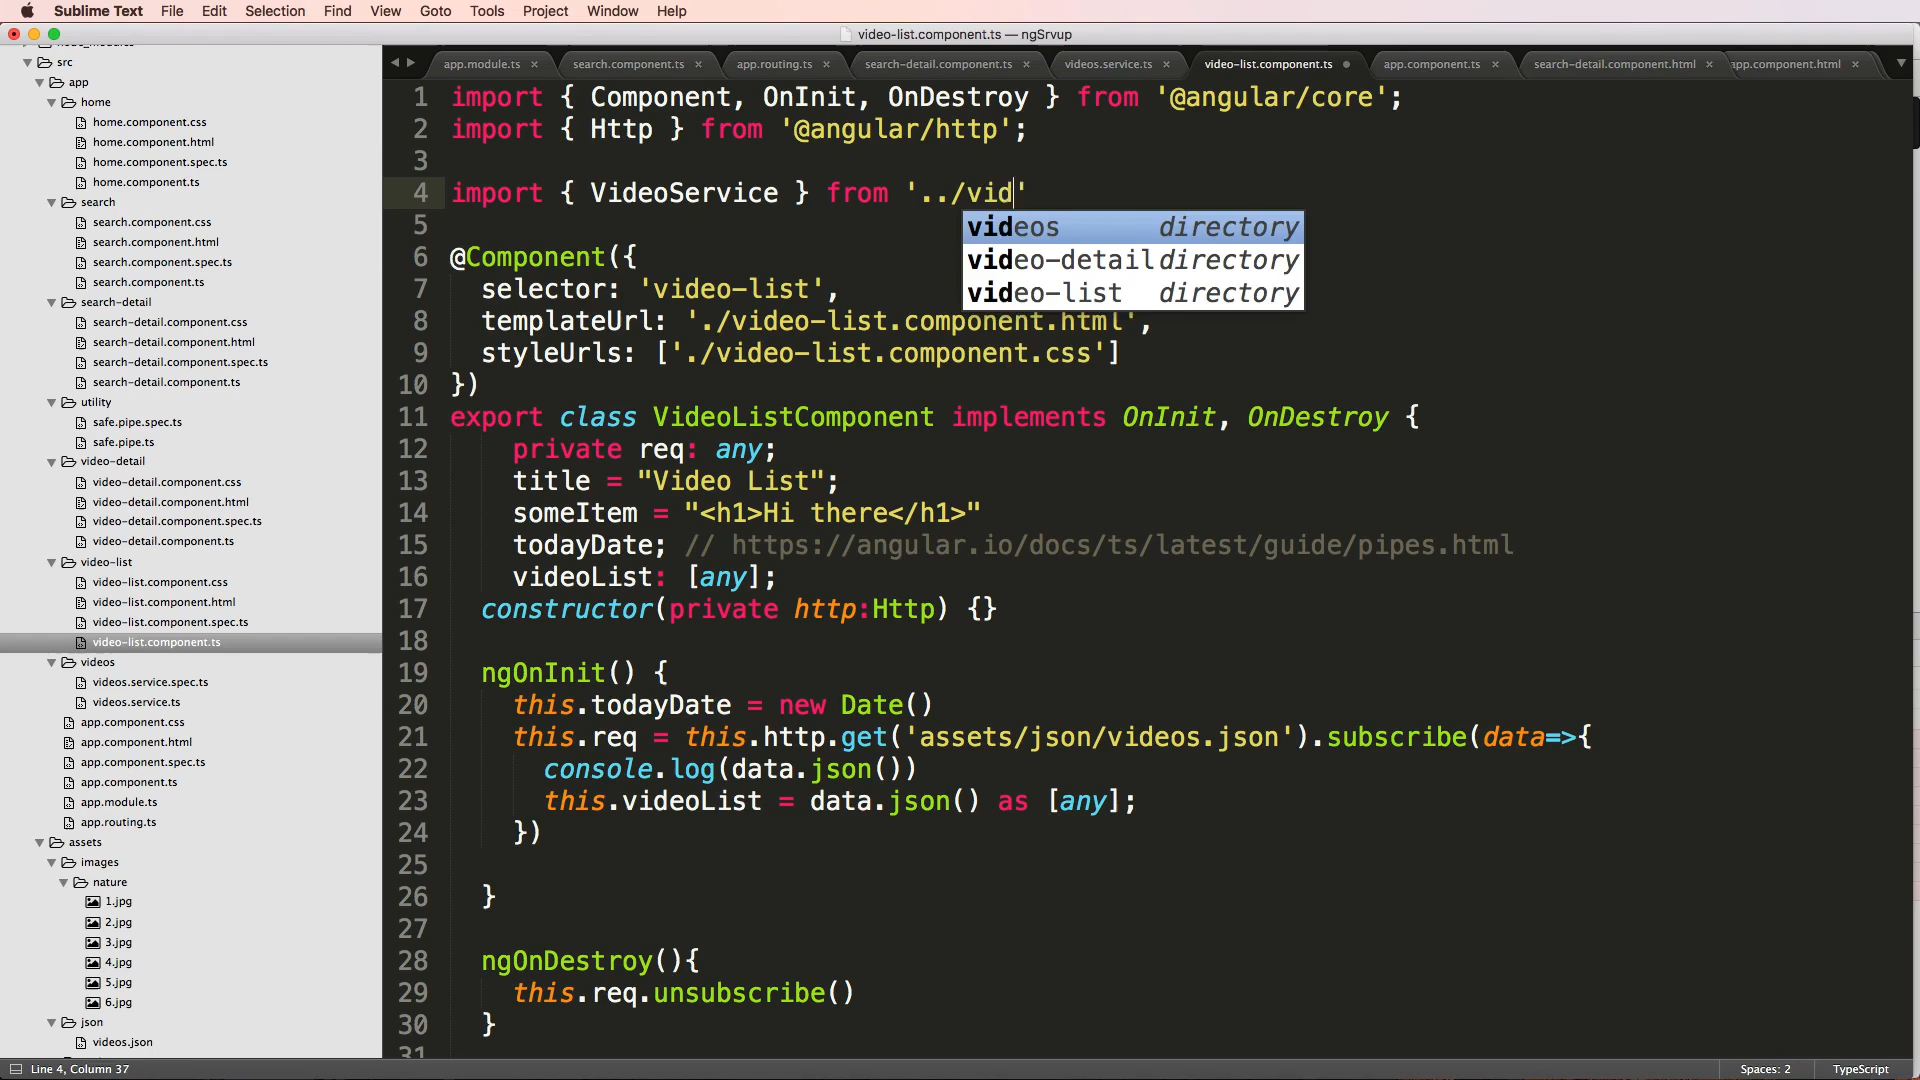 Sublime Text File Edit Selection Find View Goto Tools Project Window Help
video-list.component.ts — ngSrvup
src
app
home
home.component.css
home.component.html
home.component.spec.ts
home.component.ts
search
search.component.css
search.component.html
search.component.spec.ts
search.component.ts
search-detail
search-detail.component.css
search-detail.component.html
search-detail.component.spec.ts
search-detail.component.ts
utility
safe.pipe.spec.ts
safe.pipe.ts
video-detail
video-detail.component.css
video-detail.component.html
video-detail.component.spec.ts
video-detail.component.ts
video-list
video-list.component.css
video-list.component.html
video-list.component.spec.ts
video-list.component.ts
videos
videos.service.spec.ts
videos.service.ts
app.component.css
app.component.html
app.component.spec.ts
app.component.ts
app.module.ts
app.routing.ts
assets
images
nature
1.jpg
2.jpg
3.jpg
4.jpg
5.jpg
6.jpg
json
videos.json
app.module.ts search.component.ts app.routing.ts search-detail.component.ts videos.service.ts video-list.component.ts app.component.ts search-detail.component.html app.component.html
1 import { Component, OnInit, OnDestroy } from '@angular/core';
2 import { Http } from '@angular/http';
3
4 import { VideoService } from '../vid'
5
videos directory
video-detail directory
video-list directory
6 @Component({
7 selector: 'video-list',
8 templateUrl: './video-list.component.html',
9 styleUrls: ['./video-list.component.css']
10 })
11 export class VideoListComponent implements OnInit, OnDestroy {
12 private req: any;
13 title = "Video List";
14 someItem = "<h1>Hi there</h1>"
15 todayDate; // https://angular.io/docs/ts/latest/guide/pipes.html
16 videoList: [any];
17 constructor(private http:Http) {}
18
19 ngOnInit() {
20 this.todayDate = new Date()
21 this.req = this.http.get('assets/json/videos.json').subscribe(data=>{
22 console.log(data.json())
23 this.videoList = data.json() as [any];
24 })
25
26 }
27
28 ngOnDestroy(){
29 this.req.unsubscribe()
30 }
31
Line 4, Column 37
Spaces: 2 TypeScript